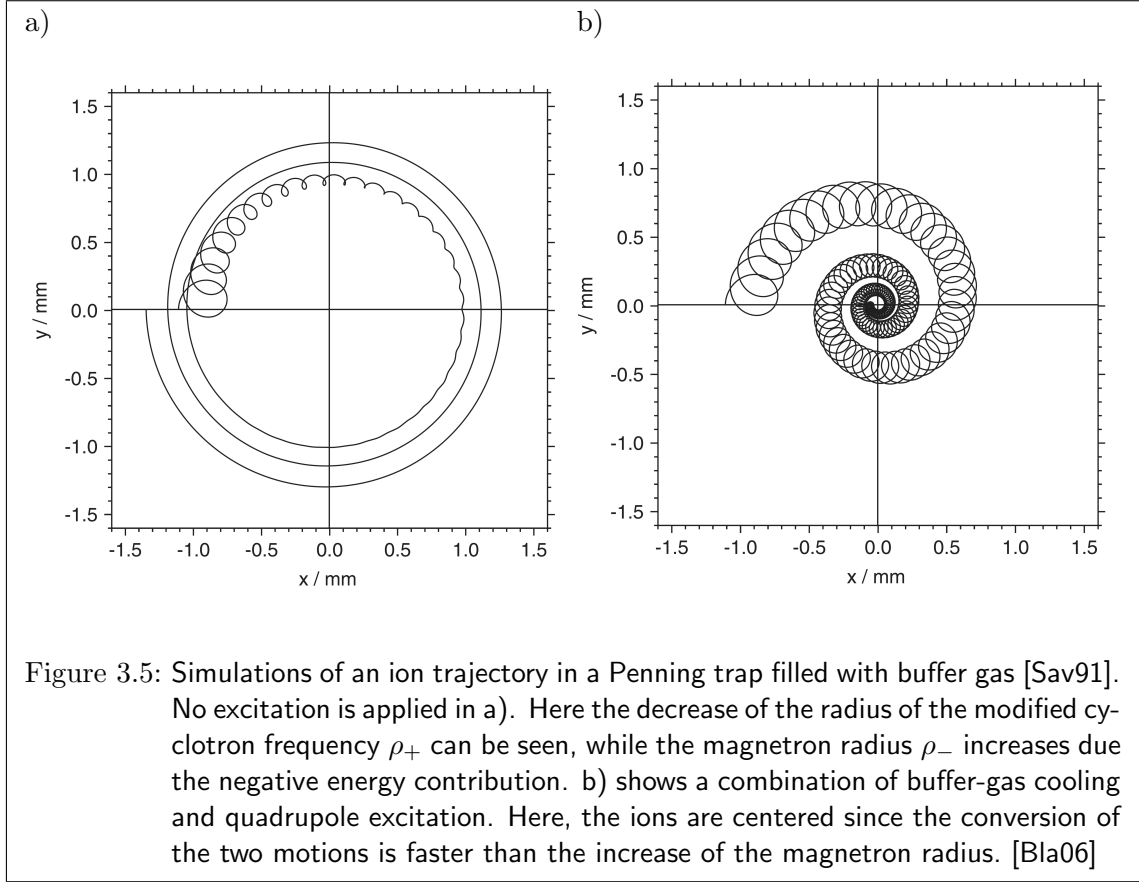 a)
b)
1.5
1.0
0.5
0.0
-0.5
-1.0
-1.5
y / mm
-1.5 -1.0 -0.5 0.0 0.5 1.0 1.5
x / mm
1.5
1.0
0.5
0.0
-0.5
-1.0
-1.5
y / mm
-1.5 -1.0 -0.5 0.0 0.5 1.0 1.5
x / mm
Figure 3.5: Simulations of an ion trajectory in a Penning trap filled with buffer gas [Sav91].
No excitation is applied in a). Here the decrease of the radius of the modified cy-
clotron frequency ρ+ can be seen, while the magnetron radius ρ− increases due
the negative energy contribution. b) shows a combination of buffer-gas cooling
and quadrupole excitation. Here, the ions are centered since the conversion of
the two motions is faster than the increase of the magnetron radius. [Bla06]